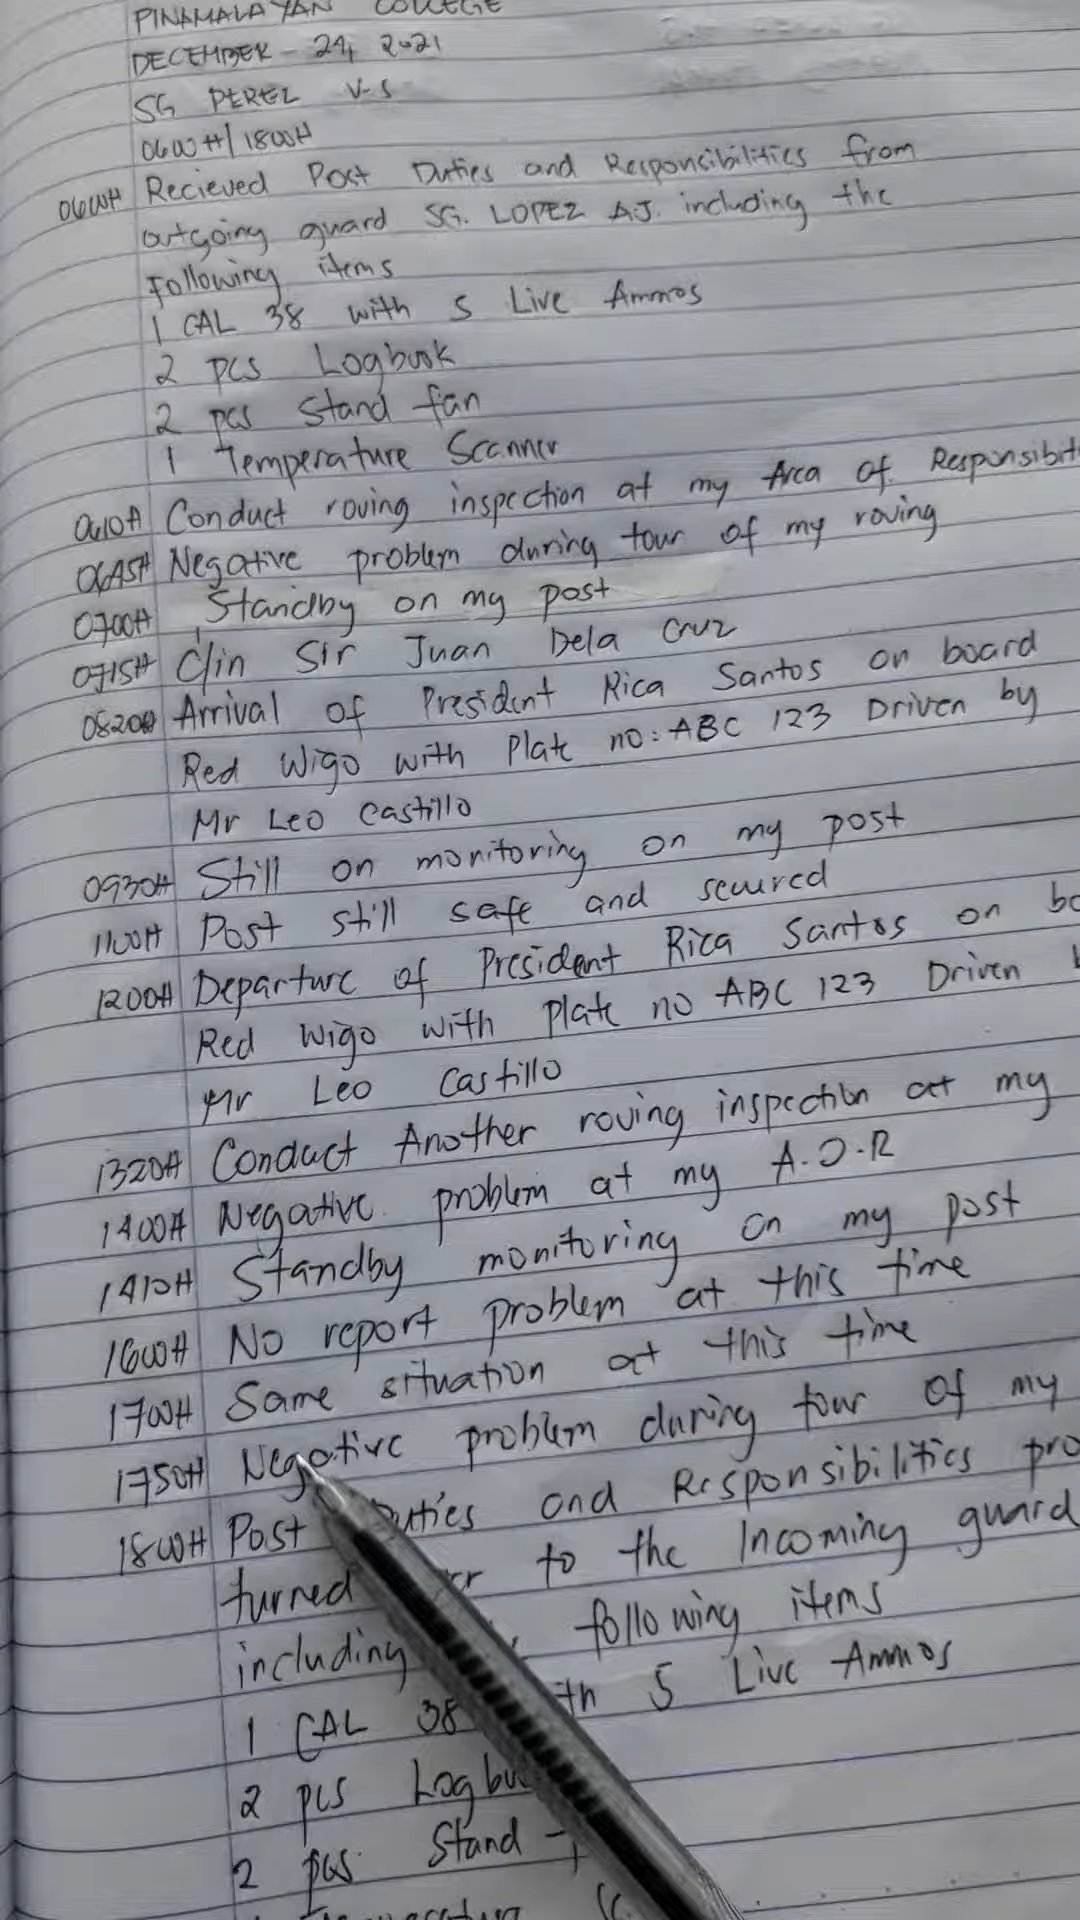 PINAMALAYAN COLLEGE
DECEMBER - 24, 2021
SG PEREZ V-S
0600H/1800H
0600H Recieved Post Duties and Responsibilities from
outgoing guard SG. LOPEZ A.J. including the
Following items
1 CAL 38 with 5 Live Ammos
2 pcs Logbook
2 pcs Stand fan
1 Temperature Scanner
0610H Conduct roving inspection at my Area of Responsibiti
0645H Negative problem during tour of my roving
0700H Standby on my post
0715H C/in Sir Juan Dela Cruz
0820H Arrival of President Rica Santos on board
Red Wigo with Plate no: ABC 123 Driven by
Mr Leo Castillo
0930H Still on monitoring on my post
1100H Post still safe and secured
1200H Departure of President Rica Santos on bo
Red Wigo with plate no ABC 123 Driven
Mr Leo Castillo
1320H Conduct Another roving inspection at my
1400H Negative problem at my A.O.R
1410H Standby monitoring on my post
1600H No report problem at this time
1700H Same situation at this time
1750H Negative problem during tour of my
1800H Post uties and Responsibilities pro
turned er to the Incoming guard
including following items
1 CAL 38 th 5 Live Ammos
2 pcs Logbu
2 pcs Stand